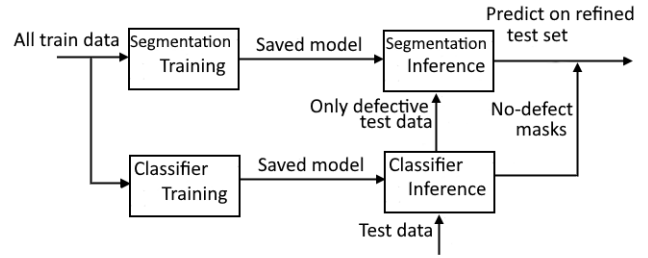 Predict on refined
test set
All train data
Segmentation
Training
Saved model
Segmentation
Inference
Only defective
test data
No-defect
masks
Classifier
Training
Saved model
Classifier
Inference
Test data